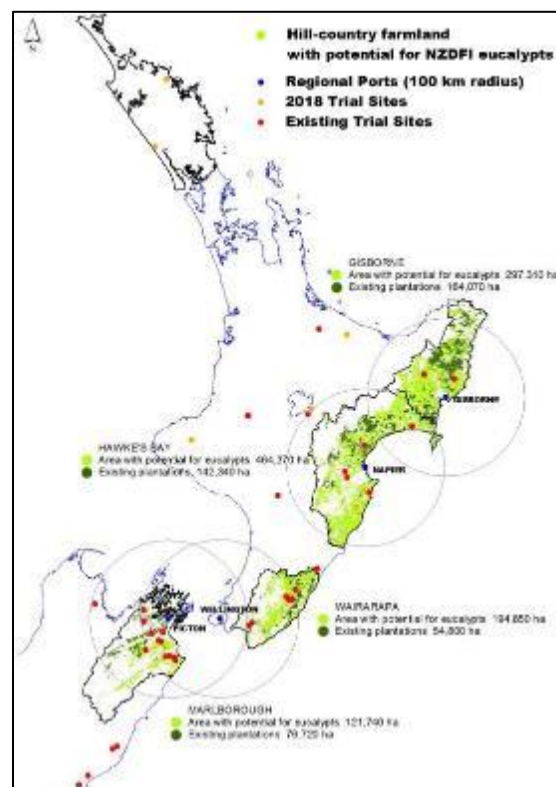 Hill-country farmland
with potential for NZDFI eucalypts
Regional Ports (100 km radius)
2018 Trial Sites
Existing Trial Sites
GISBORNE
Area with potential for eucalypts 297,310 ha
Existing plantations 164,070 ha
GISBORNE
HAWKE'S BAY
Area with potential for eucalypts 464,370 ha
Existing plantations, 142,340 ha
NAPIER
WELLINGTON
PICTON
WAIRARAPA
Area with potential for eucalypts 194,850 ha
Existing plantations 54,800 ha
MARLBOROUGH
Area with potential for eucalypts 121,740 ha
Existing plantations 79,720 ha